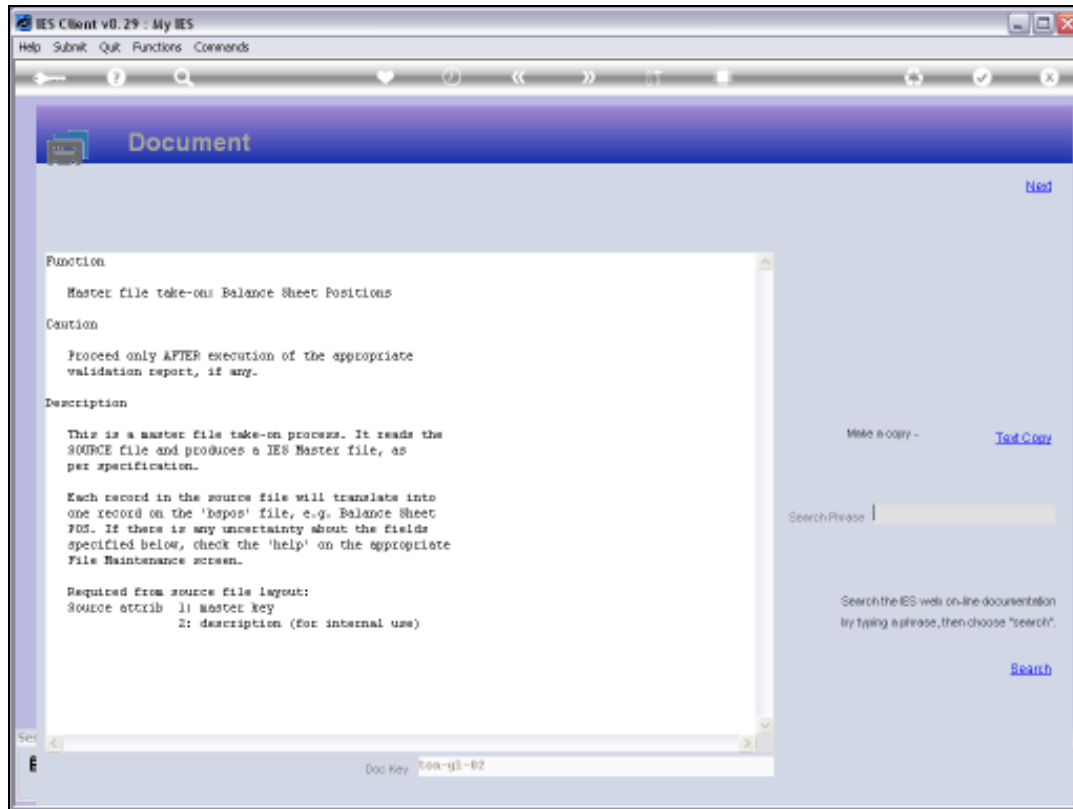 IES Client v8.29 : My IES
Help Submit Quit Functions Commands
Document
Next
Function
Master file take-on: Balance Sheet Positions
Caution
Proceed only AFTER execution of the appropriate
validation report, if any.
Description
This is a master file take-on process. It reads the
SOURCE file and produces a IES Master file, as
per specification.
Each record in the source file will translate into
one record on the 'bspos' file, e.g. Balance Sheet
POS. If there is any uncertainty about the fields
specified below, check the 'help' on the appropriate
File Maintenance screen.
Required from source file layout:
Source attrib 1: master key
2: description (for internal use)
Make a copy -
Text Copy
Search Phrase
Search the IES web on-line documentation
by typing a phrase, then choose "search".
Search
Doc Key ton-gl-02